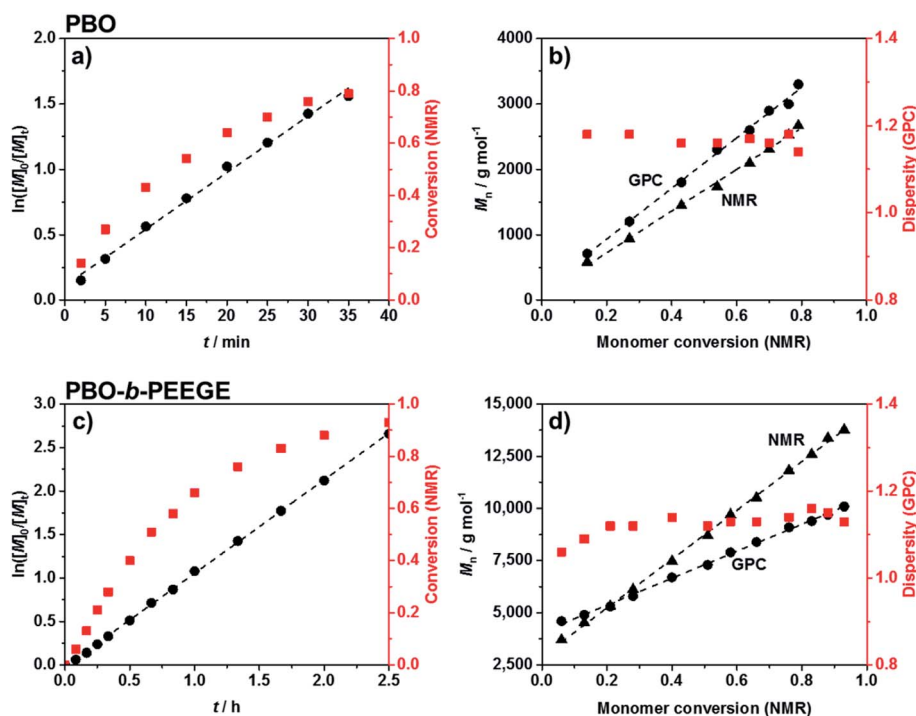 PBO
a)
2.0
1.5
1.0
0.5
0.0
ln([M]0/[M]t)
1.0
0.8
0.6
0.4
0.2
0.0
Conversion (NMR)
0 5 10 15 20 25 30 35 40
t / min
b)
4000
3000
2000
1000
0
Mn / g mol-1
GPC
NMR
1.4
1.2
1.0
0.8
Dispersity (GPC)
0.0 0.2 0.4 0.6 0.8 1.0
Monomer conversion (NMR)
PBO-b-PEEGE
c)
3.0
2.5
2.0
1.5
1.0
0.5
0.0
ln([M]0/[M]t)
1.0
0.8
0.6
0.4
0.2
0.0
Conversion (NMR)
0.0 0.5 1.0 1.5 2.0 2.5
t / h
d)
15,000
12,500
10,000
7,500
5,000
2,500
Mn / g mol-1
NMR
GPC
1.4
1.2
1.0
0.8
Dispersity (GPC)
0.0 0.2 0.4 0.6 0.8 1.0
Monomer conversion (NMR)